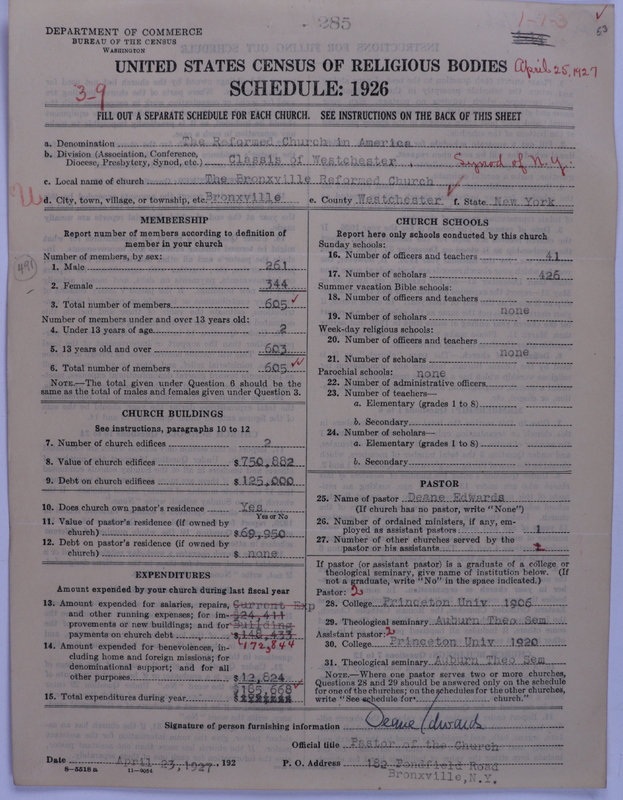 285
1-7-3
53
DEPARTMENT OF COMMERCE
BUREAU OF THE CENSUS
WASHINGTON
UNITED STATES CENSUS OF RELIGIOUS BODIES
April 25, 1927
SCHEDULE: 1926
3-9
FILL OUT A SEPARATE SCHEDULE FOR EACH CHURCH. SEE INSTRUCTIONS ON THE BACK OF THIS SHEET
a. Denomination The Reformed Church in America
b. Division (Association, Conference, Diocese, Presbytery, Synod, etc.) Classis of Westchester Synod of N.Y.
c. Local name of church The Bronxville Reformed Church
d. City, town, village, or township, etc. Bronxville e. County Westchester f. State New York
MEMBERSHIP
Report number of members according to definition of
member in your church
Number of members, by sex:
491
1. Male 261
2. Female 344
3. Total number of members 605
Number of members under and over 13 years old:
4. Under 13 years of age 2
5. 13 years old and over 603
6. Total number of members 605
NOTE.—The total given under Question 6 should be the
same as the total of males and females given under Question 3.
CHURCH BUILDINGS
See instructions, paragraphs 10 to 12
7. Number of church edifices 2
8. Value of church edifices $750,882
9. Debt on church edifices $125,000
10. Does church own pastor's residence Yes
Yes or No
11. Value of pastor's residence (if owned by
church) $69,950
12. Debt on pastor's residence (if owned by
church) none
EXPENDITURES
Amount expended by your church during last fiscal year
13. Amount expended for salaries, repairs, Current Exp
and other running expenses; for im- $24,411
provements or new buildings; and for Building
payments on church debt $148,433
172,844
14. Amount expended for benevolences, in-
cluding home and foreign missions; for
denominational support; and for all
other purposes $12,824
$185,668
15. Total expenditures during year
CHURCH SCHOOLS
Report here only schools conducted by this church
Sunday schools:
16. Number of officers and teachers 41
17. Number of scholars 426
Summer vacation Bible schools:
18. Number of officers and teachers
none
19. Number of scholars
Week-day religious schools:
20. Number of officers and teachers
none
21. Number of scholars
Parochial schools: none
22. Number of administrative officers
23. Number of teachers—
a. Elementary (grades 1 to 8)
b. Secondary
24. Number of scholars—
a. Elementary (grades 1 to 8)
b. Secondary
PASTOR
25. Name of pastor Deane Edwards
(If church has no pastor, write "None")
26. Number of ordained ministers, if any, em-
ployed as assistant pastors 1
27. Number of other churches served by the
pastor or his assistants
If pastor (or assistant pastor) is a graduate of a college or
theological seminary, give name of institution below. (If
not a graduate, write "No" in the space indicated.)
Pastor: 2
28. College Princeton Univ 1906
29. Theological seminary Auburn Theo Sem
Assistant pastor: 2
30. College Princeton Univ 1920
31. Theological seminary Auburn Theo Sem
NOTE.—Where one pastor serves two or more churches,
Questions 28 and 29 should be answered only on the schedule
for one of the churches; on the schedules for the other churches,
write "See schedule for church."
Signature of person furnishing information Deane Edwards
Official title Pastor of the Church
Date April 23, 1927, 192
P. O. Address 162 Pondfield Road
Bronxville, N.Y.
8-5518a
11-9014